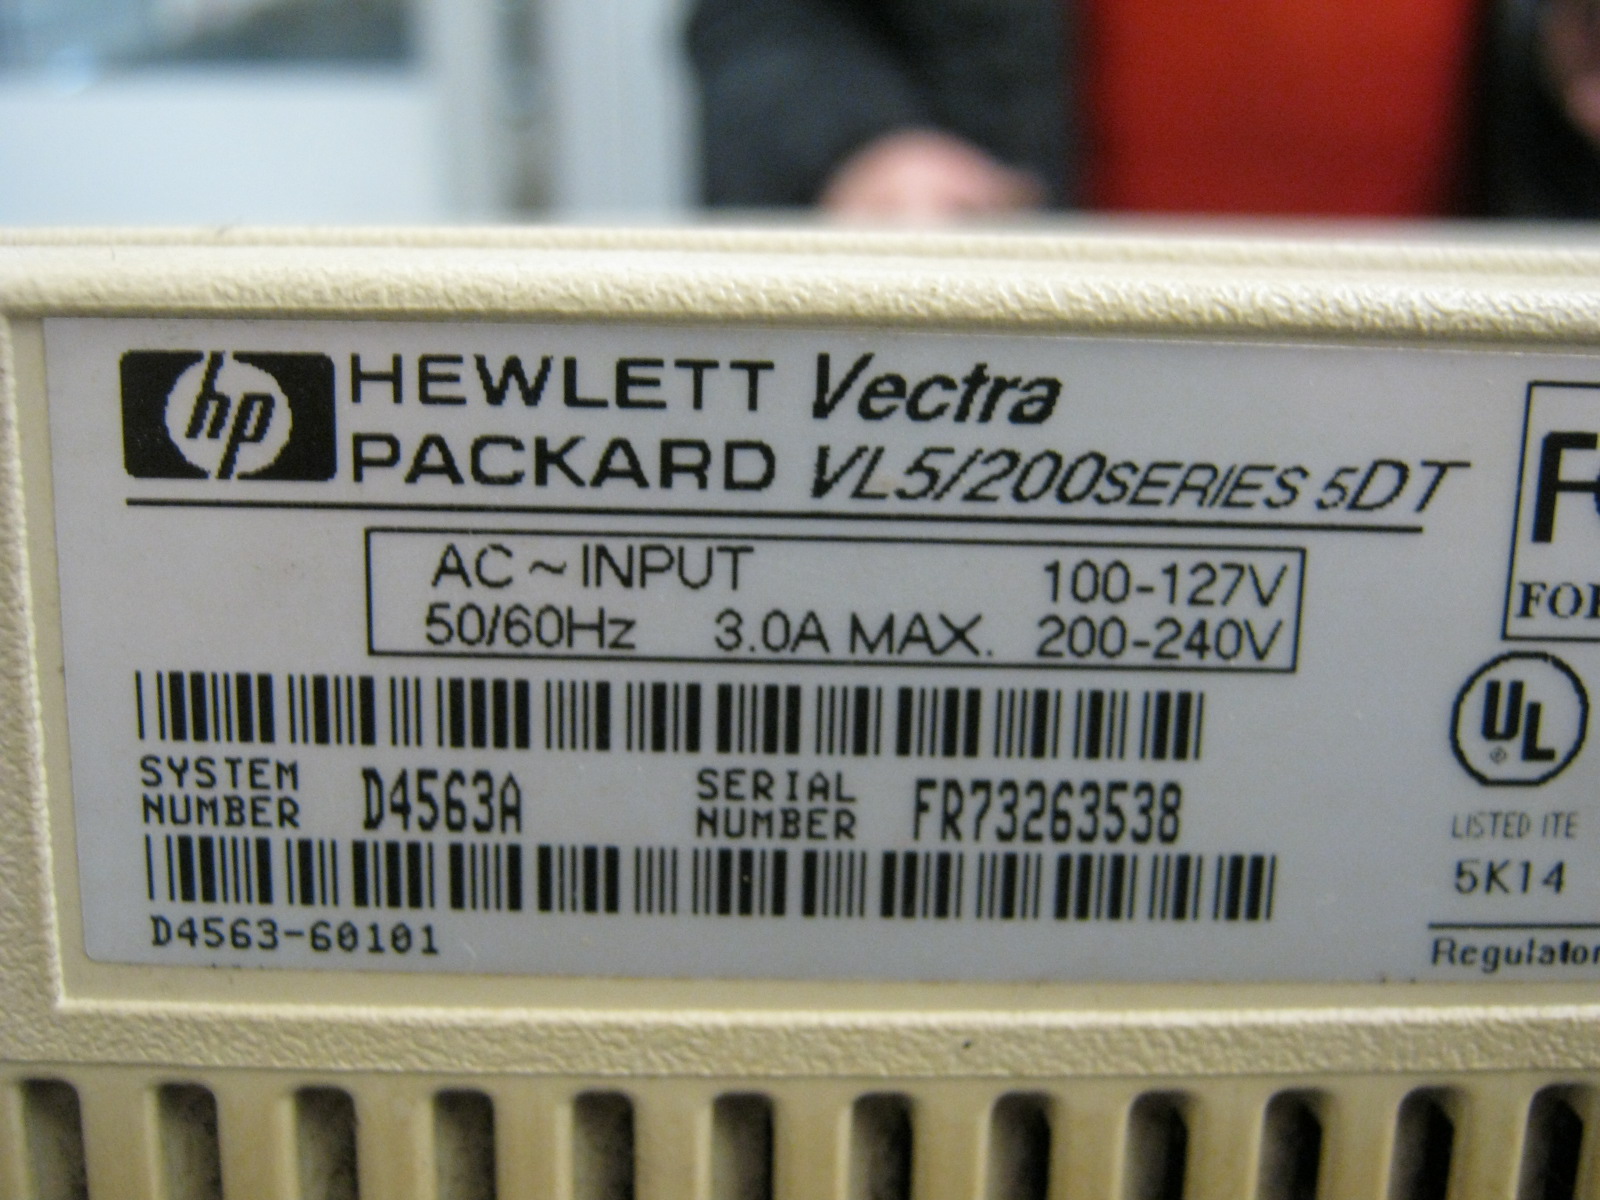 hp HEWLETT PACKARD
Vectra
VL5/200SERIES 5DT
AC ~ INPUT 100-127V
50/60Hz 3.0A MAX. 200-240V
SYSTEM NUMBER D4563A SERIAL NUMBER FR73263538
D4563-60101
UL
LISTED ITE
5K14